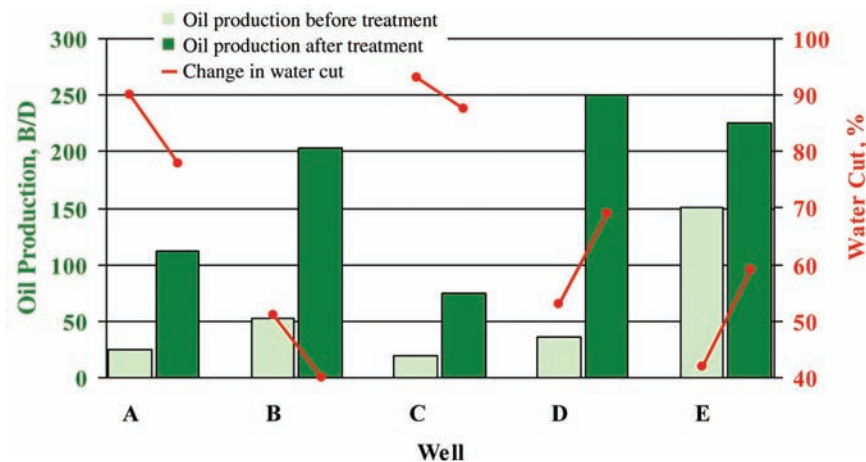 Oil production before treatment
Oil production after treatment
Change in water cut
300
250
200
150
100
50
0
Oil Production, B/D
100
90
80
70
60
50
40
Water Cut, %
A B C D E
Well